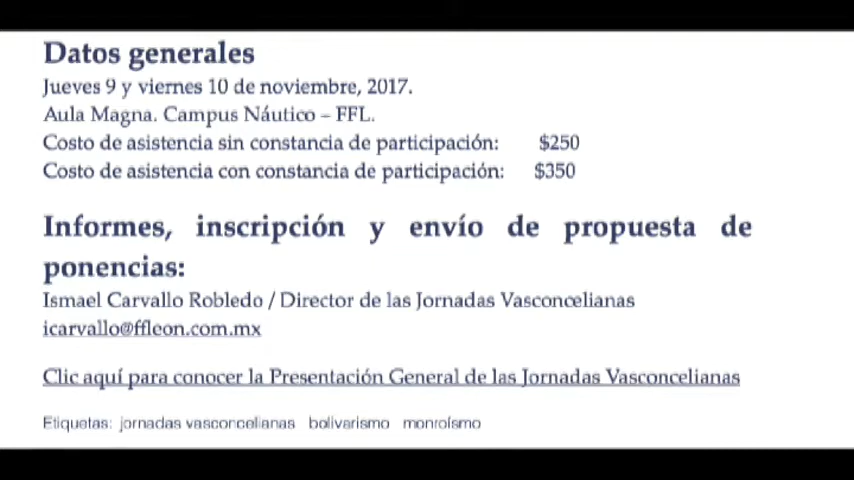 Datos generales
Jueves 9 y viernes 10 de noviembre, 2017.
Aula Magna. Campus Náutico – FFL.
Costo de asistencia sin constancia de participación: $250
Costo de asistencia con constancia de participación: $350
Informes, inscripción y envío de propuesta de
ponencias:
Ismael Carvallo Robledo / Director de las Jornadas Vasconcelianas
icarvallo@ffleon.com.mx
Clic aquí para conocer la Presentación General de las Jornadas Vasconcelianas
Etiquetas: jornadas vasconcelianas bolivarismo monroísmo